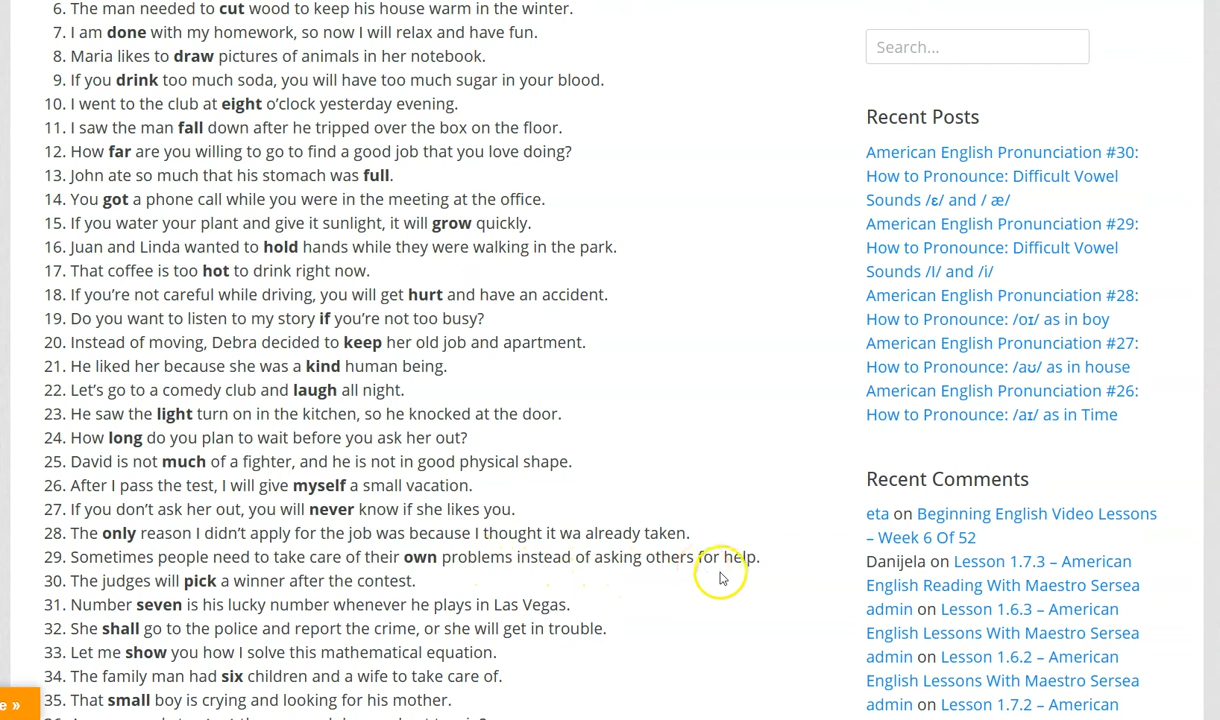 6. The man needed to cut wood to keep his house warm in the winter.
7. I am done with my homework, so now I will relax and have fun.
8. Maria likes to draw pictures of animals in her notebook.
9. If you drink too much soda, you will have too much sugar in your blood.
10. I went to the club at eight o’clock yesterday evening.
11. I saw the man fall down after he tripped over the box on the floor.
12. How far are you willing to go to find a good job that you love doing?
13. John ate so much that his stomach was full.
14. You got a phone call while you were in the meeting at the office.
15. If you water your plant and give it sunlight, it will grow quickly.
16. Juan and Linda wanted to hold hands while they were walking in the park.
17. That coffee is too hot to drink right now.
18. If you’re not careful while driving, you will get hurt and have an accident.
19. Do you want to listen to my story if you’re not too busy?
20. Instead of moving, Debra decided to keep her old job and apartment.
21. He liked her because she was a kind human being.
22. Let’s go to a comedy club and laugh all night.
23. He saw the light turn on in the kitchen, so he knocked at the door.
24. How long do you plan to wait before you ask her out?
25. David is not much of a fighter, and he is not in good physical shape.
26. After I pass the test, I will give myself a small vacation.
27. If you don’t ask her out, you will never know if she likes you.
28. The only reason I didn’t apply for the job was because I thought it wa already taken.
29. Sometimes people need to take care of their own problems instead of asking others for help.
30. The judges will pick a winner after the contest.
31. Number seven is his lucky number whenever he plays in Las Vegas.
32. She shall go to the police and report the crime, or she will get in trouble.
33. Let me show you how I solve this mathematical equation.
34. The family man had six children and a wife to take care of.
35. That small boy is crying and looking for his mother.
e »
Search...
Recent Posts
American English Pronunciation #30:
How to Pronounce: Difficult Vowel
Sounds /ɛ/ and / æ/
American English Pronunciation #29:
How to Pronounce: Difficult Vowel
Sounds /I/ and /i/
American English Pronunciation #28:
How to Pronounce: /oɪ/ as in boy
American English Pronunciation #27:
How to Pronounce: /aʊ/ as in house
American English Pronunciation #26:
How to Pronounce: /aɪ/ as in Time
Recent Comments
eta on Beginning English Video Lessons
– Week 6 Of 52
Danijela on Lesson 1.7.3 – American
English Reading With Maestro Sersea
admin on Lesson 1.6.3 – American
English Lessons With Maestro Sersea
admin on Lesson 1.6.2 – American
English Lessons With Maestro Sersea
admin on Lesson 1.7.2 – American